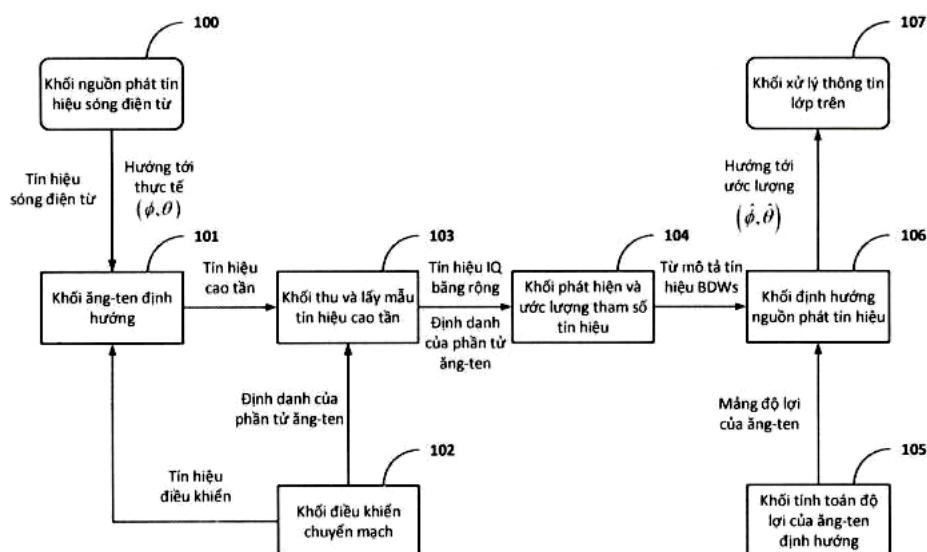 100
Khối nguồn phát tín
hiệu sóng điện từ
107
Khối xử lý thông tin
lớp trên
Tín hiệu
sóng điện từ
Hướng tới
thực tế
(ϕ,θ)
Hướng tới
ước lượng
(ϕ̂,θ̂)
101
Khối ăng-ten định
hướng
Tín hiệu
cao tần
103
Khối thu và lấy mẫu
tín hiệu cao tần
Tín hiệu IQ
băng rộng
Định danh
của phần tử
ăng-ten
104
Khối phát hiện và
ước lượng tham số
tín hiệu
Từ mô tả tín
hiệu BDWs
106
Khối định hướng
nguồn phát tín hiệu
Định danh của
phần tử ăng-ten
Mảng độ lợi
của ăng-ten
Tín hiệu
điều khiển
102
Khối điều khiển
chuyển mạch
105
Khối tính toán độ
lợi của ăng-ten
định hướng